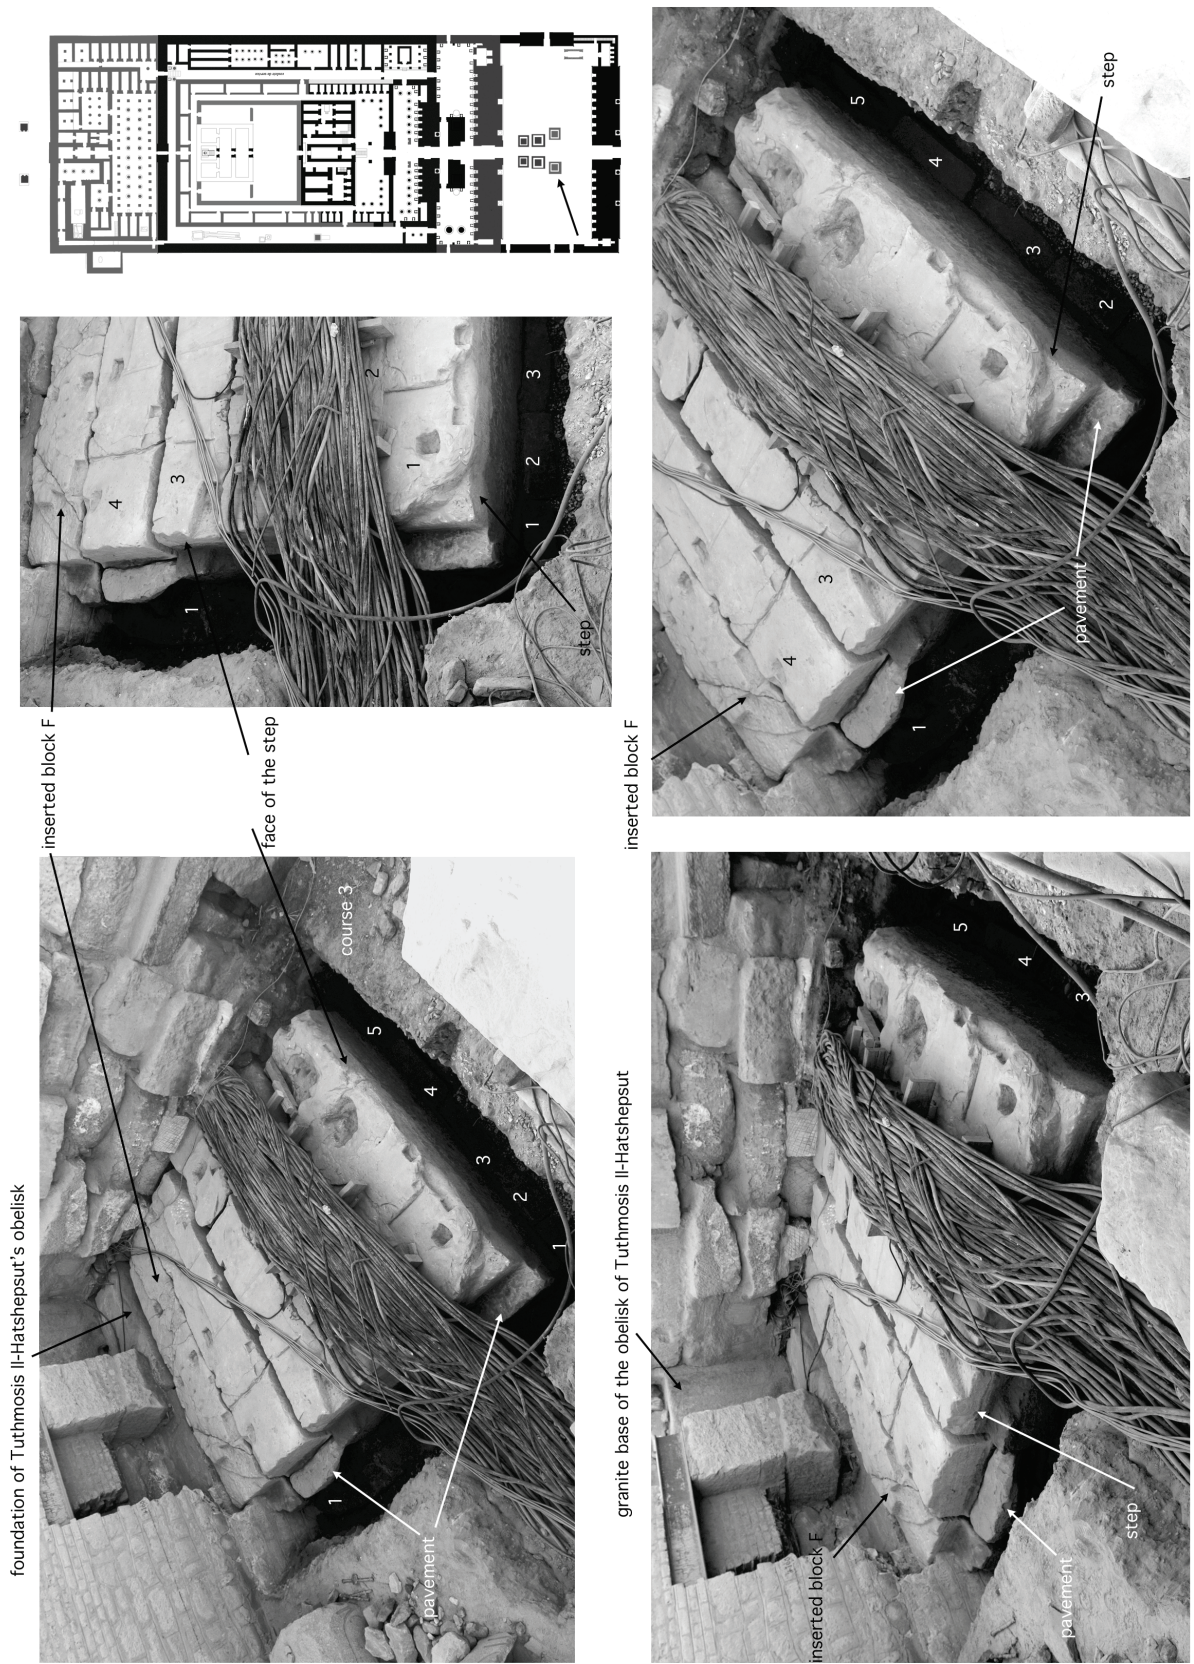 foundation of Tuthmosis II-Hatshepsut's obelisk
inserted block F
face of the step
1
course 3
5
pavement
4
3
2
1
4
3
1
2
1
1 2 3
step
granite base of the obelisk of Tuthmosis II-Hatshepsut
inserted block F
5
4
pavement
3
step
inserted block F
4
3
5
1
4
3
pavement
2
step